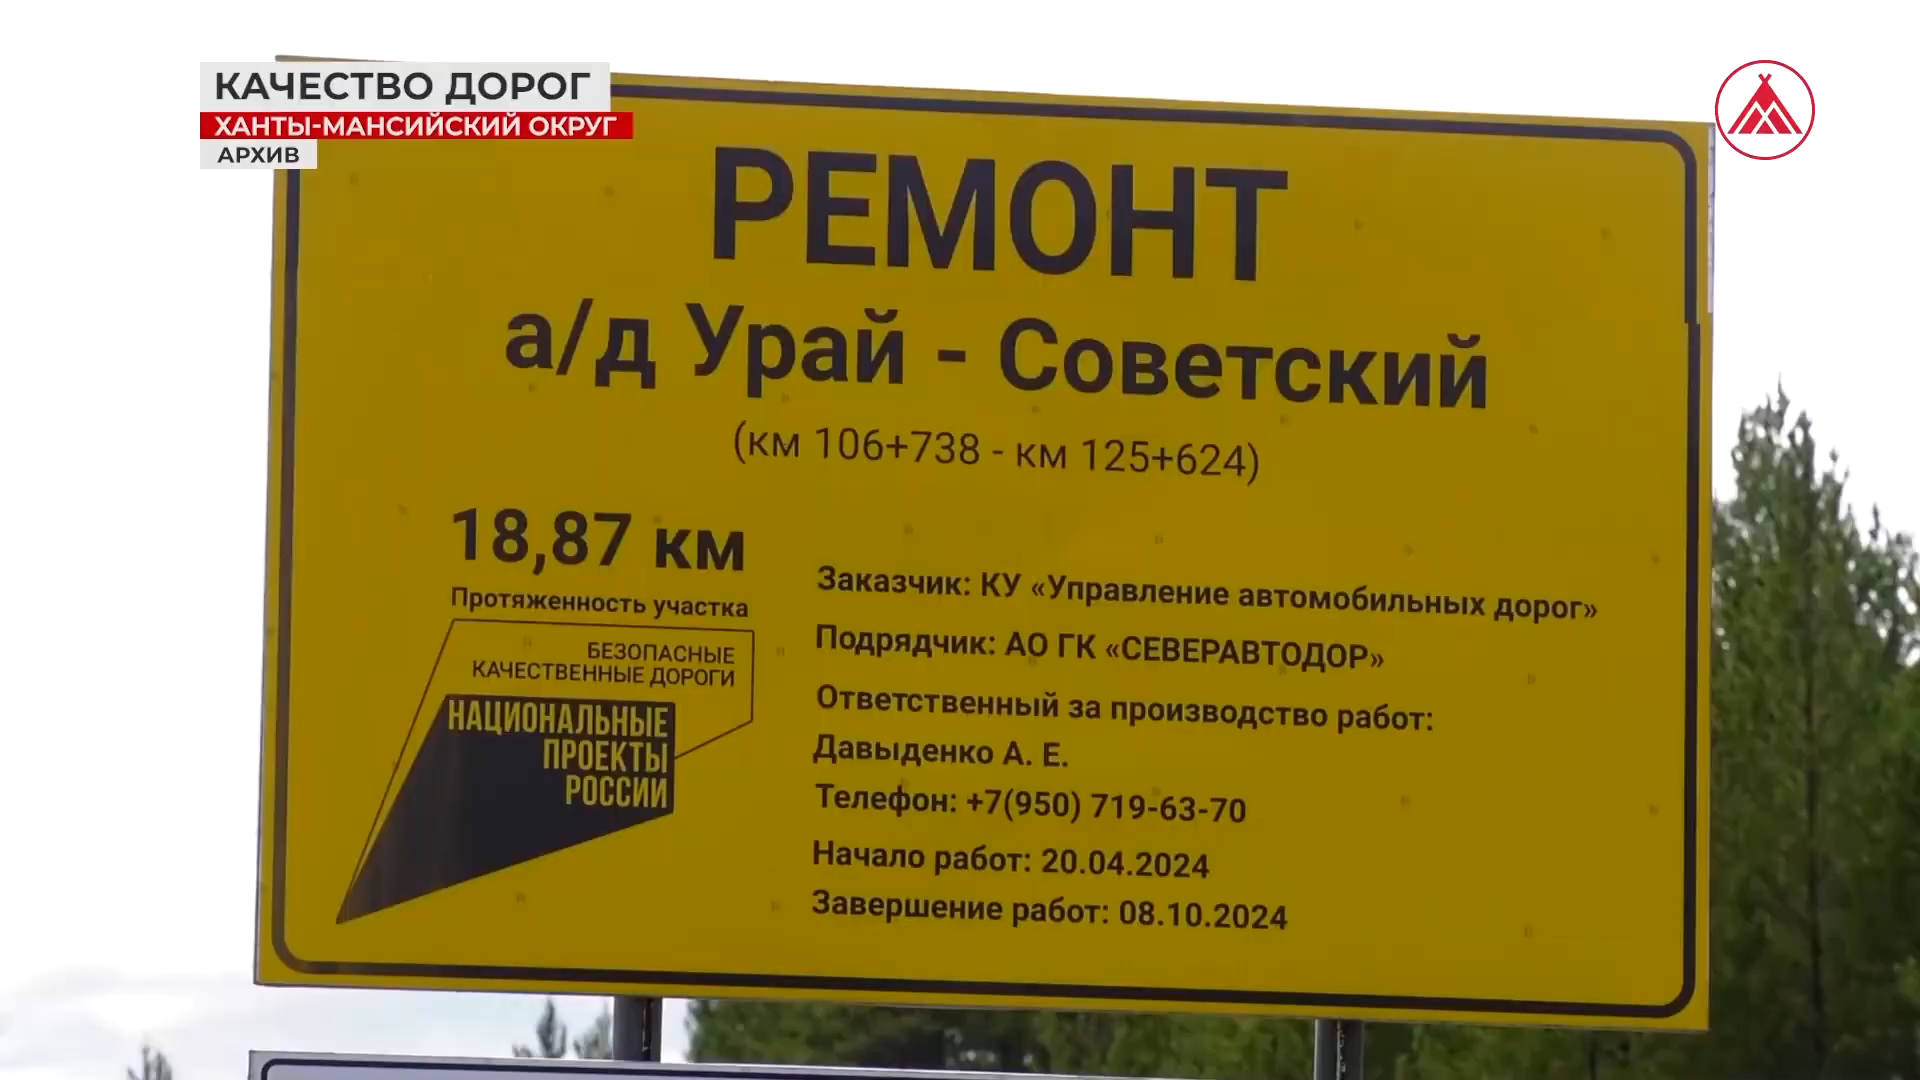 КАЧЕСТВО ДОРОГ
ХАНТЫ-МАНСИЙСКИЙ ОКРУГ
АРХИВ
РЕМОНТ
а/д Урай - Советский
(км 106+738 - км 125+624)
18,87 км
Протяженность участка
БЕЗОПАСНЫЕ
КАЧЕСТВЕННЫЕ ДОРОГИ
НАЦИОНАЛЬНЫЕ
ПРОЕКТЫ
РОССИИ
Заказчик: КУ «Управление автомобильных дорог»
Подрядчик: АО ГК «СЕВЕРАВТОДОР»
Ответственный за производство работ:
Давыденко А. Е.
Телефон: +7(950) 719-63-70
Начало работ: 20.04.2024
Завершение работ: 08.10.2024